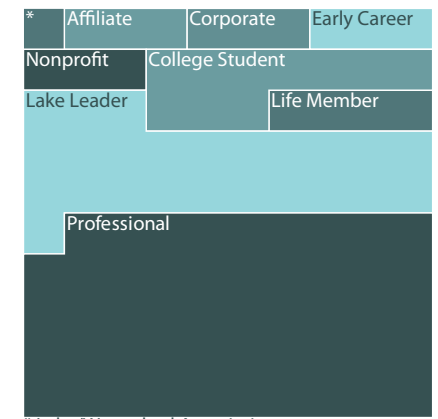 *
Affiliate
Corporate
Early Career
Nonprofit
College Student
Lake Leader
Life Member
Professional